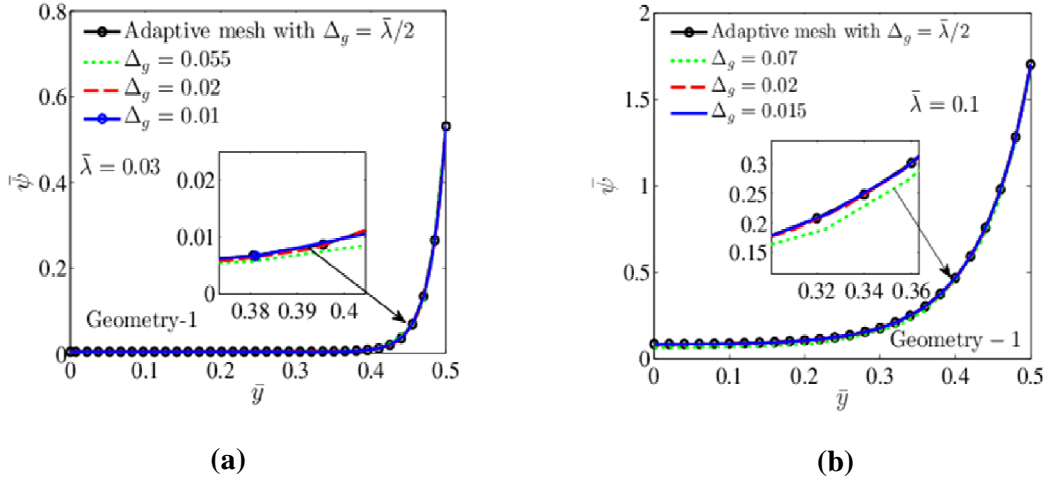 0.8
0.6
0.4
0.2
0
ψ̄
Adaptive mesh with Δg = λ̄/2
Δg = 0.055
Δg = 0.02
Δg = 0.01
λ̄ = 0.03
0.02
0.01
0
0.38 0.39 0.4
Geometry-1
0 0.1 0.2 0.3 0.4 0.5
ȳ
(a)
2
1.5
1
0.5
0
ψ̄
Adaptive mesh with Δg = λ̄/2
Δg = 0.07
Δg = 0.02
Δg = 0.015
λ̄ = 0.1
0.3
0.25
0.2
0.15
0.32 0.34 0.36
Geometry − 1
0 0.1 0.2 0.3 0.4 0.5
ȳ
(b)